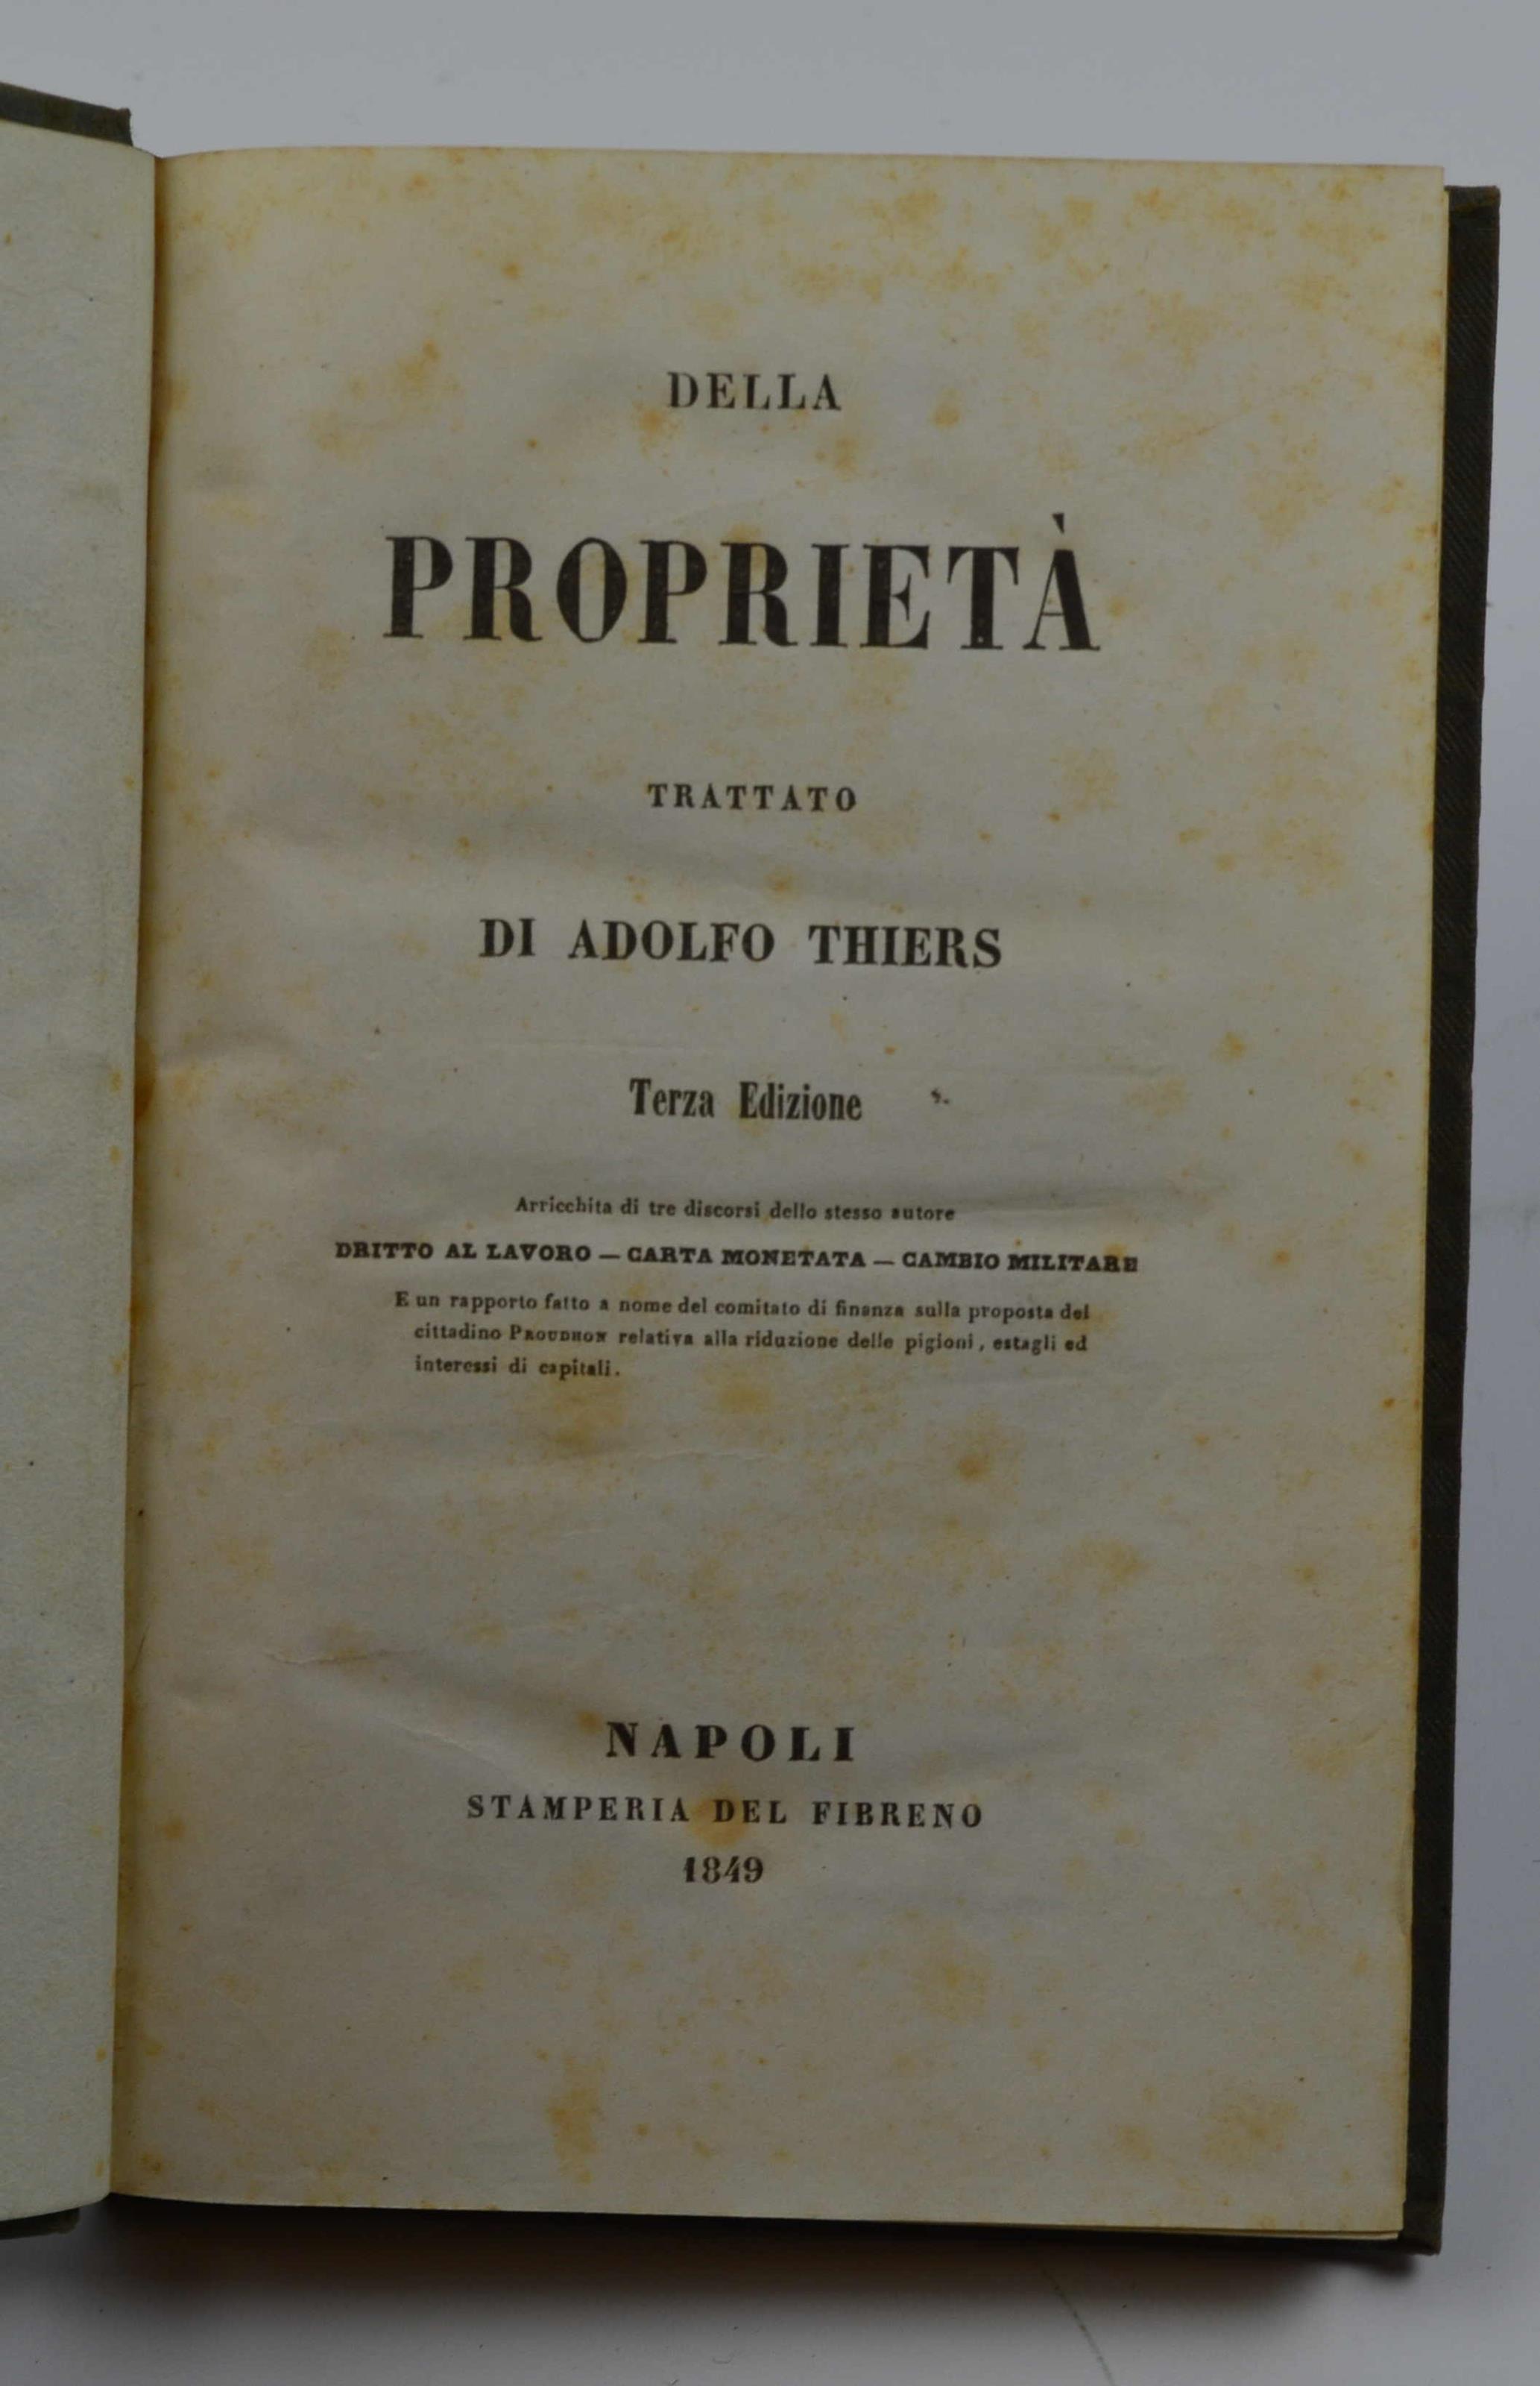 DELLA
PROPRIETÀ
TRATTATO
DI ADOLFO THIERS
Terza Edizione
Arricchita di tre discorsi dello stesso autore
DRITTO AL LAVORO — CARTA MONETATA — CAMBIO MILITARE
E un rapporto fatto a nome del comitato di finanza sulla proposta del
cittadino PROUDHON relativa alla riduzione delle pigioni, estagli ed
interessi di capitali.
NAPOLI
STAMPERIA DEL FIBRENO
1849